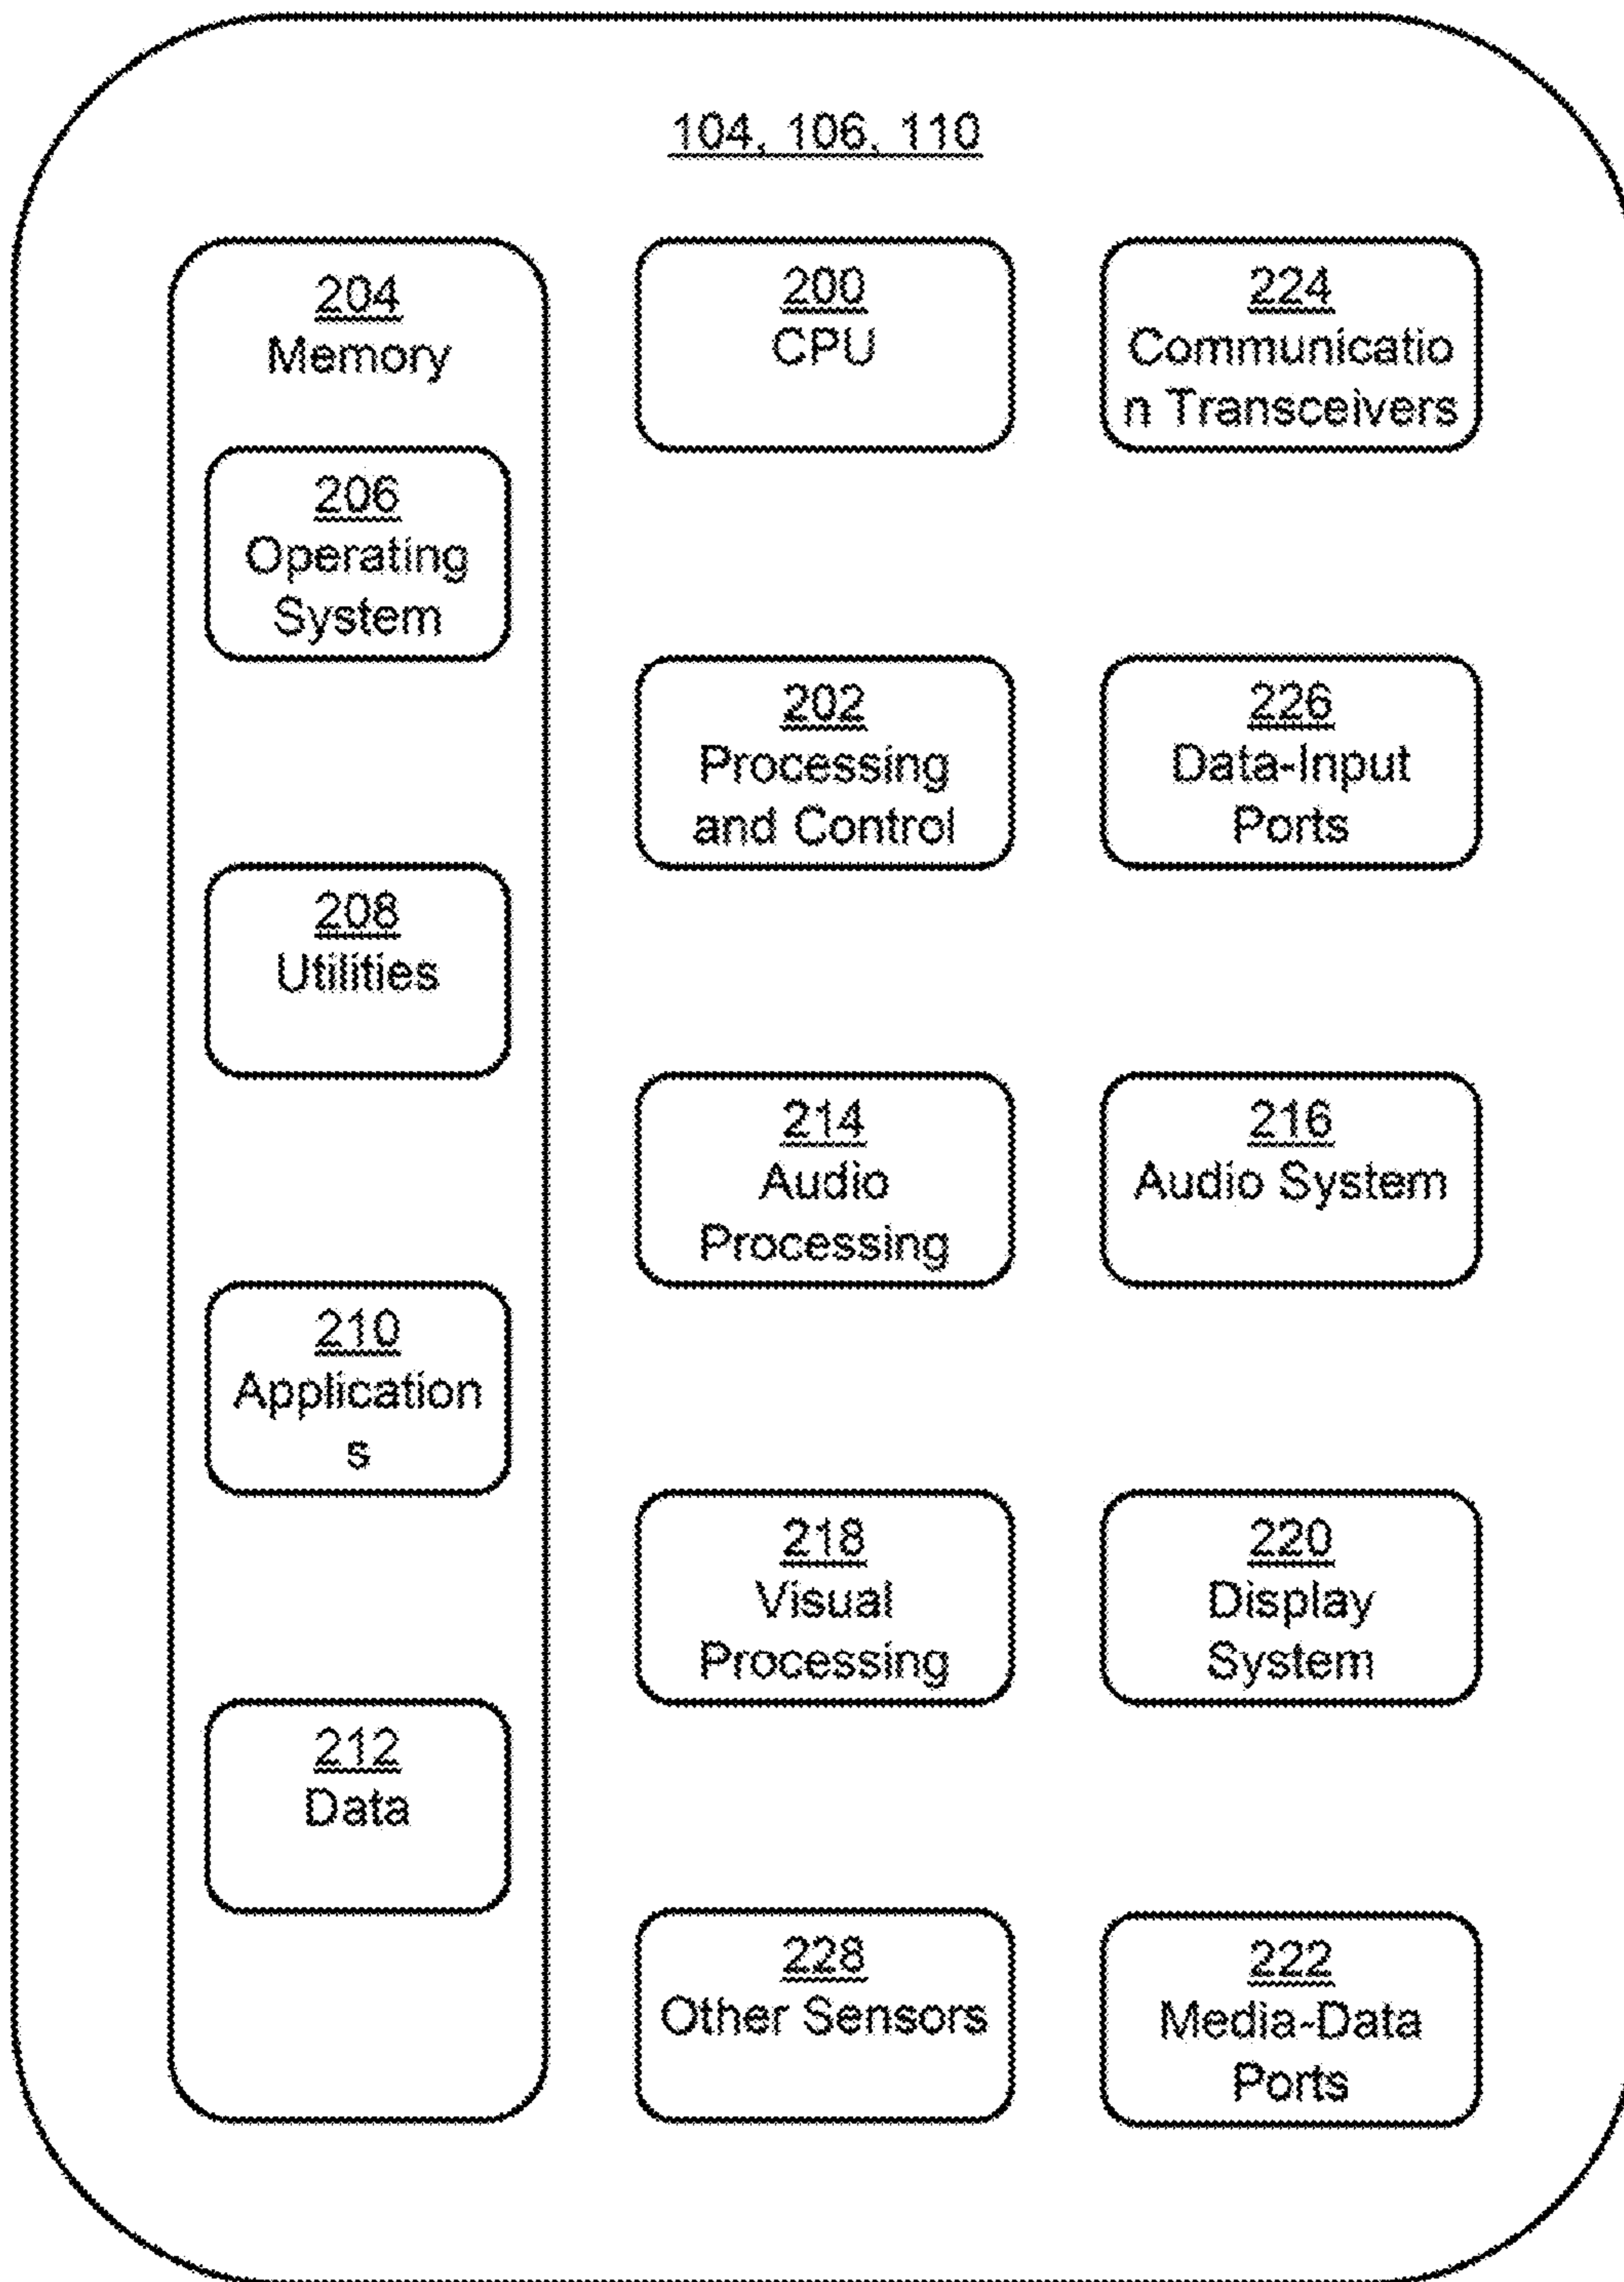 104, 106, 110
204
Memory
206
Operating
System
208
Utilities
210
Application
s
212
Data
200
CPU
202
Processing
and Control
214
Audio
Processing
218
Visual
Processing
228
Other Sensors
224
Communicatio
n Transceivers
226
Data-Input
Ports
216
Audio System
220
Display
System
222
Media-Data
Ports